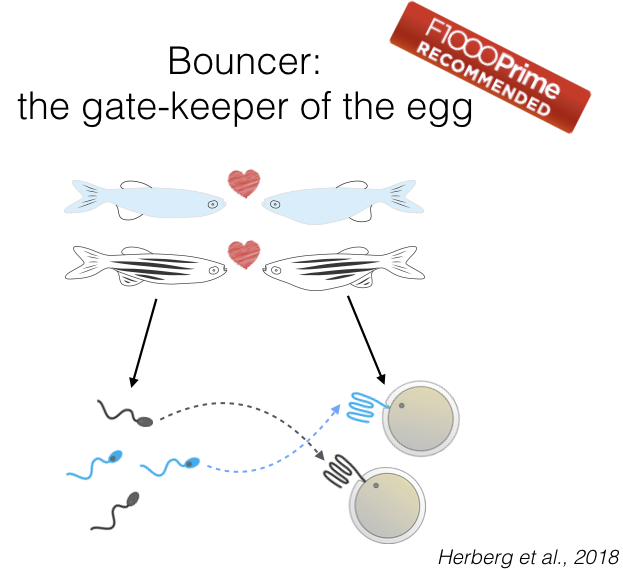 Bouncer:
the gate-keeper of the egg
F1000Prime
RECOMMENDED
Herberg et al., 2018